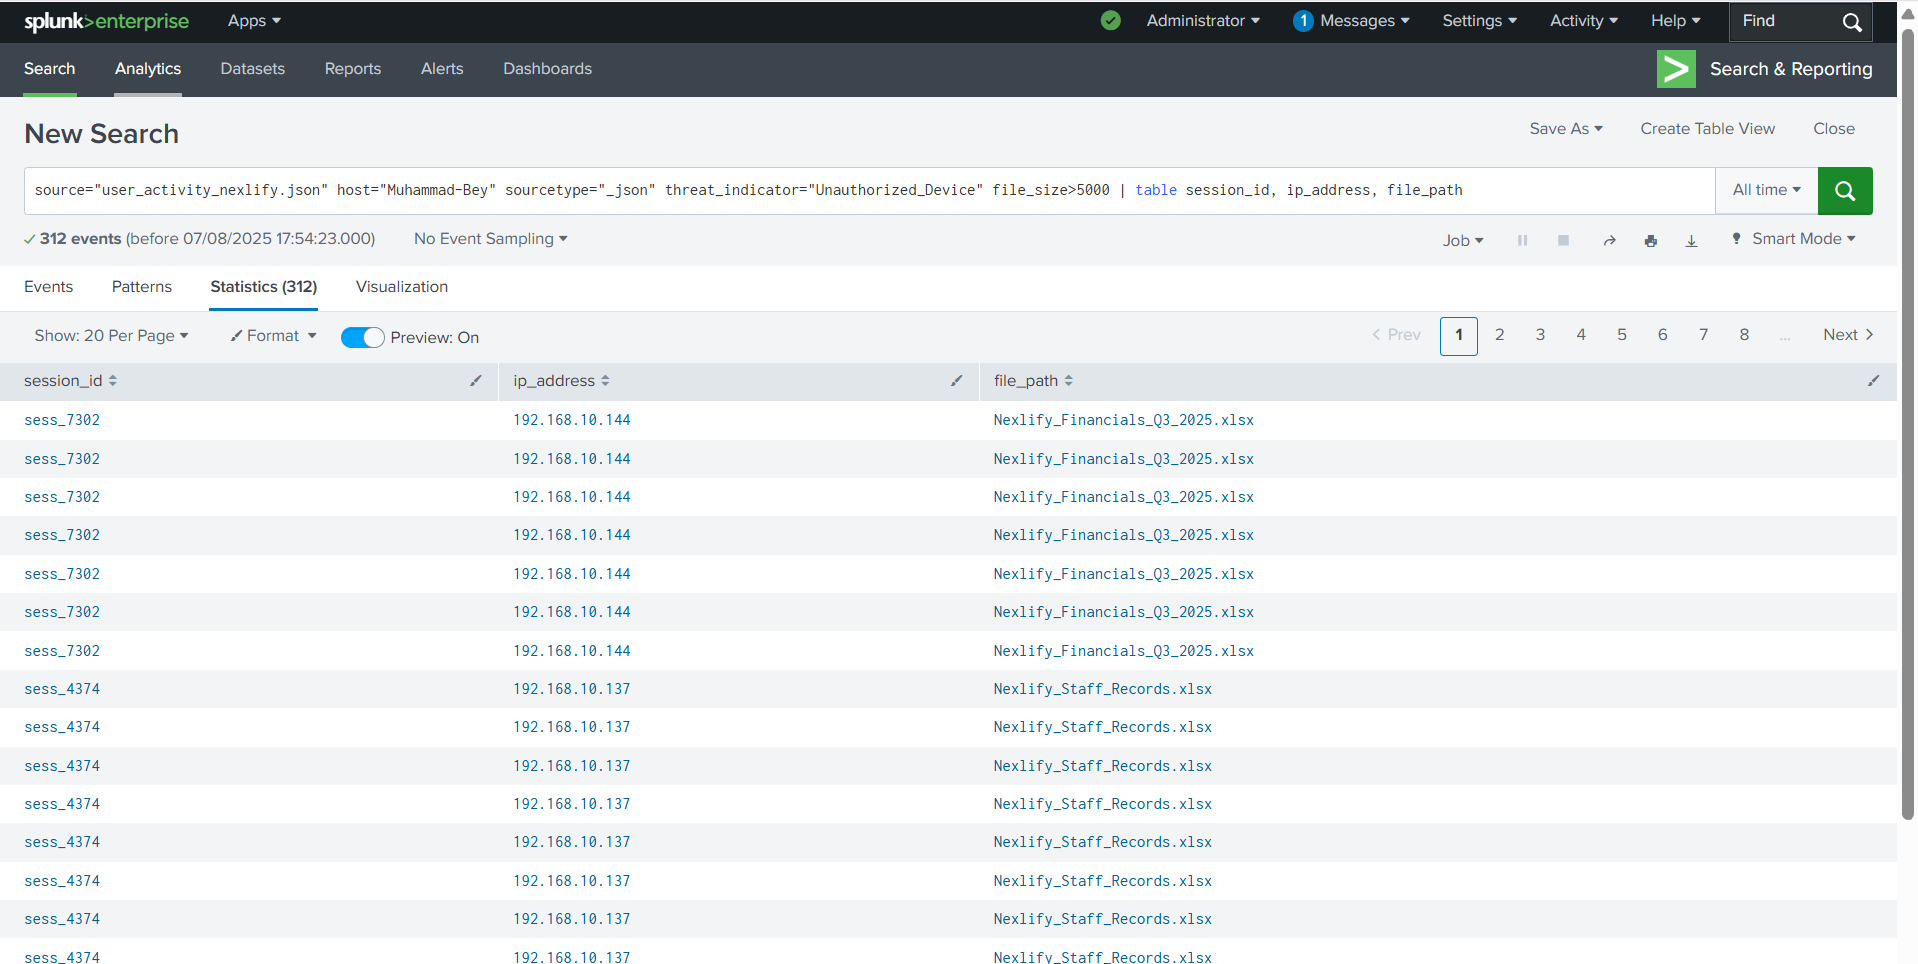 splunk>enterprise Apps Administrator 1 Messages Settings Activity Help Find
Search Analytics Datasets Reports Alerts Dashboards Search & Reporting
New Search Save As Create Table View Close
source="user_activity_nexlify.json" host="Muhammad-Bey" sourcetype="_json" threat_indicator="Unauthorized_Device" file_size>5000 | table session_id, ip_address, file_path All time
312 events (before 07/08/2025 17:54:23.000) No Event Sampling Job Smart Mode
Events Patterns Statistics (312) Visualization
Show: 20 Per Page Format Preview: On < Prev 1 2 3 4 5 6 7 8 ... Next >
session_id ip_address file_path
sess_7302 192.168.10.144 Nexlify_Financials_Q3_2025.xlsx
sess_7302 192.168.10.144 Nexlify_Financials_Q3_2025.xlsx
sess_7302 192.168.10.144 Nexlify_Financials_Q3_2025.xlsx
sess_7302 192.168.10.144 Nexlify_Financials_Q3_2025.xlsx
sess_7302 192.168.10.144 Nexlify_Financials_Q3_2025.xlsx
sess_7302 192.168.10.144 Nexlify_Financials_Q3_2025.xlsx
sess_7302 192.168.10.144 Nexlify_Financials_Q3_2025.xlsx
sess_4374 192.168.10.137 Nexlify_Staff_Records.xlsx
sess_4374 192.168.10.137 Nexlify_Staff_Records.xlsx
sess_4374 192.168.10.137 Nexlify_Staff_Records.xlsx
sess_4374 192.168.10.137 Nexlify_Staff_Records.xlsx
sess_4374 192.168.10.137 Nexlify_Staff_Records.xlsx
sess_4374 192.168.10.137 Nexlify_Staff_Records.xlsx
sess_4374 192.168.10.137 Nexlify_Staff_Records.xlsx
sess_4374 192.168.10.137 Nexlify_Staff_Records.xlsx